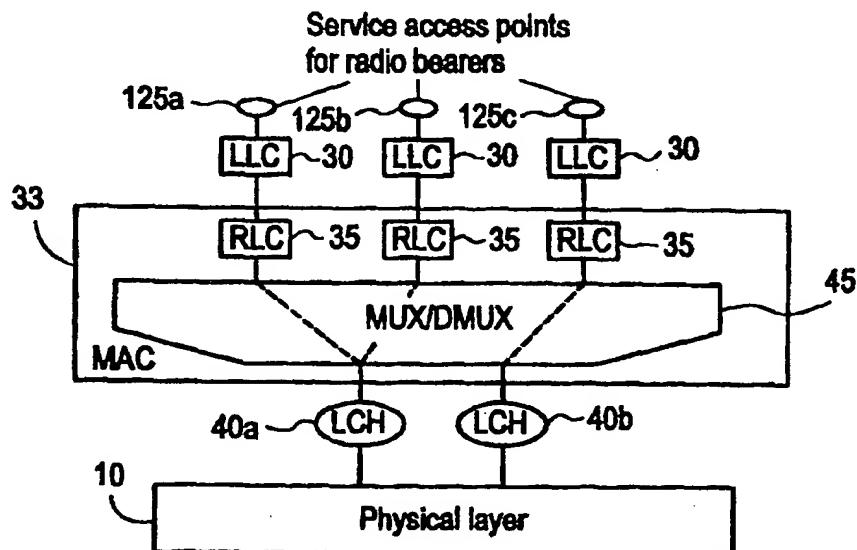 Service access points
for radio bearers
125a
125b
125c
LLC
30
LLC
30
LLC
30
33
RLC
35
RLC
35
RLC
35
MUX/DMUX
45
MAC
40a
LCH
LCH
40b
10
Physical layer